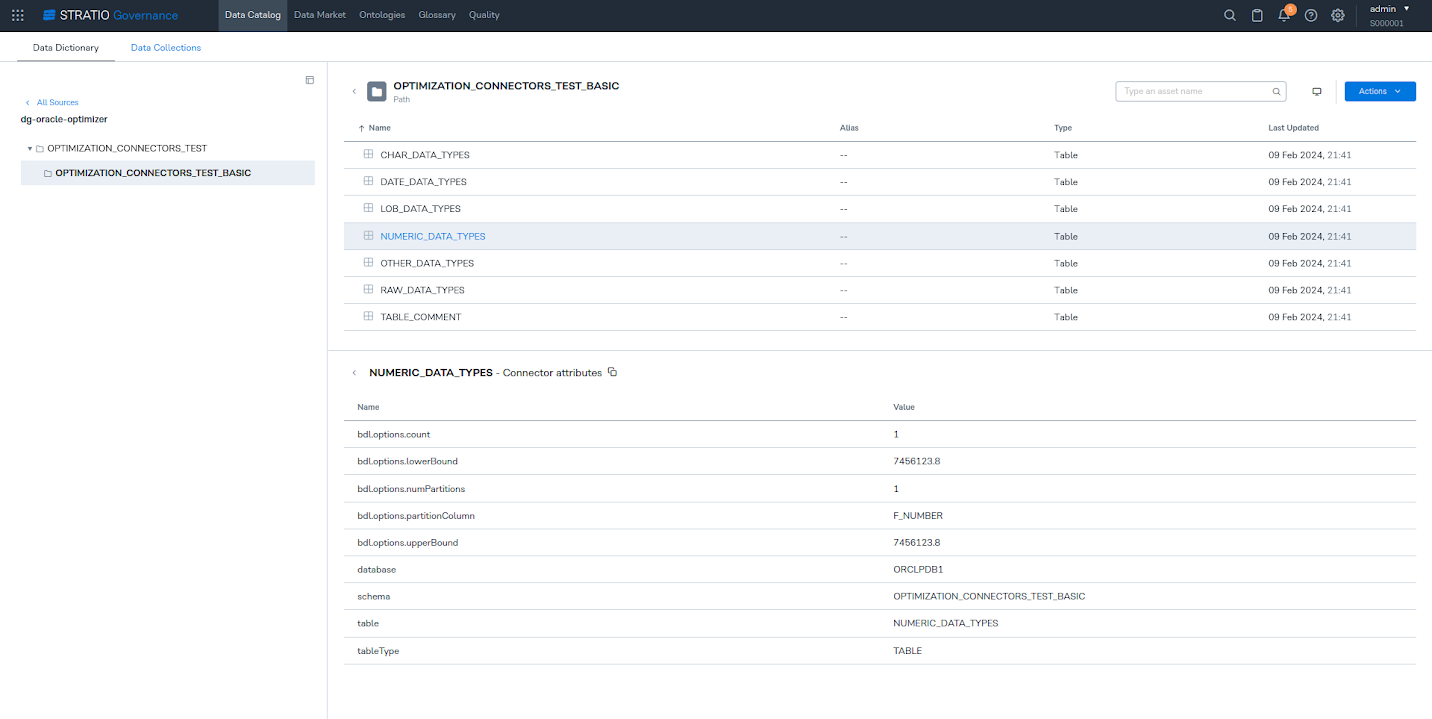 STRATIO Governance
Data Catalog
Data Market
Ontologies
Glossary
Quality
5
admin
S000001
Data Dictionary
Data Collections
All Sources
dg-oracle-optimizer
OPTIMIZATION_CONNECTORS_TEST
OPTIMIZATION_CONNECTORS_TEST_BASIC
OPTIMIZATION_CONNECTORS_TEST_BASIC
Path
Type an asset name
Actions
Name Alias Type Last Updated
CHAR_DATA_TYPES -- Table 09 Feb 2024, 21:41
DATE_DATA_TYPES -- Table 09 Feb 2024, 21:41
LOB_DATA_TYPES -- Table 09 Feb 2024, 21:41
NUMERIC_DATA_TYPES -- Table 09 Feb 2024, 21:41
OTHER_DATA_TYPES -- Table 09 Feb 2024, 21:41
RAW_DATA_TYPES -- Table 09 Feb 2024, 21:41
TABLE_COMMENT -- Table 09 Feb 2024, 21:41
NUMERIC_DATA_TYPES - Connector attributes
Name Value
bdl.options.count 1
bdl.options.lowerBound 7456123.8
bdl.options.numPartitions 1
bdl.options.partitionColumn F_NUMBER
bdl.options.upperBound 7456123.8
database ORCLPDB1
schema OPTIMIZATION_CONNECTORS_TEST_BASIC
table NUMERIC_DATA_TYPES
tableType TABLE